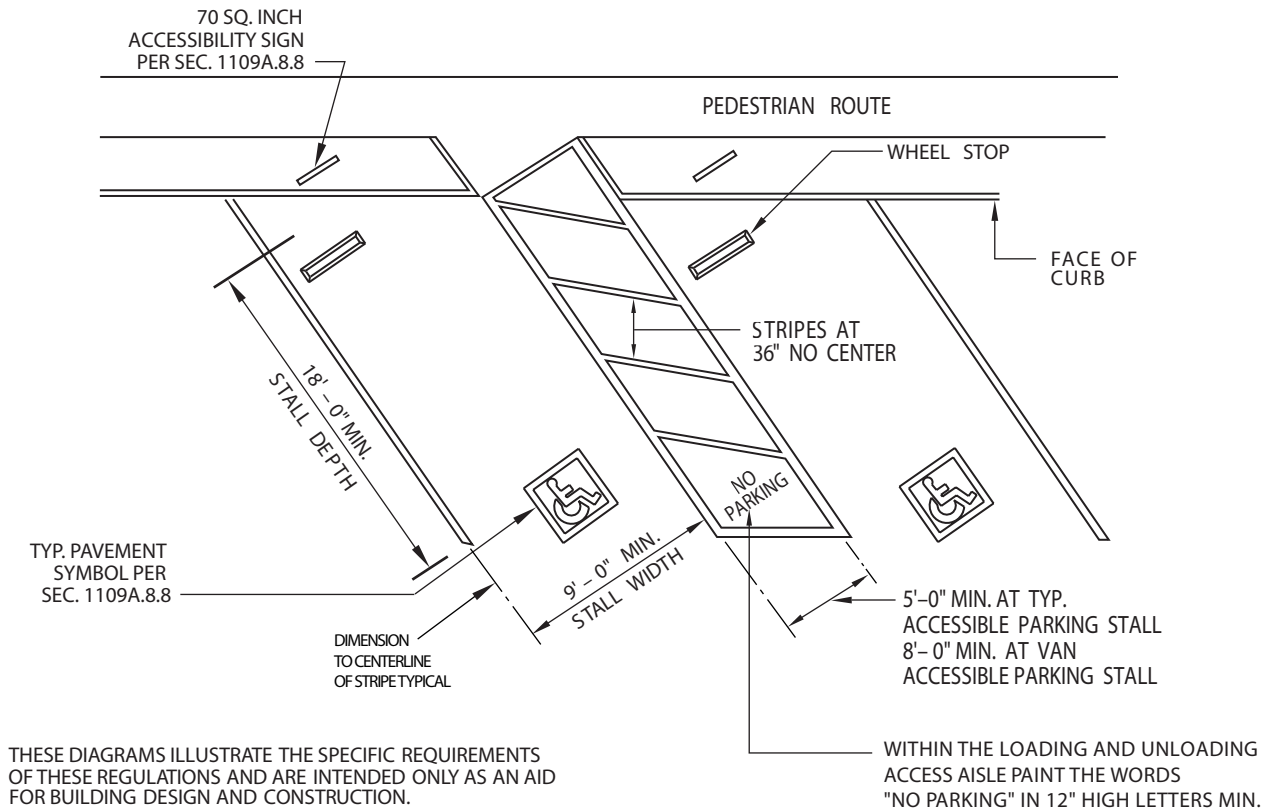 70 SQ. INCH
ACCESSIBILITY SIGN
PER SEC. 1109A.8.8
PEDESTRIAN ROUTE
WHEEL STOP
FACE OF
CURB
STRIPES AT
36" NO CENTER
18' – 0" MIN.
STALL DEPTH
NO
PARKING
TYP. PAVEMENT
SYMBOL PER
SEC. 1109A.8.8
9' – 0" MIN.
STALL WIDTH
DIMENSION
TO CENTERLINE
OF STRIPE TYPICAL
5'–0" MIN. AT TYP.
ACCESSIBLE PARKING STALL
8'– 0" MIN. AT VAN
ACCESSIBLE PARKING STALL
THESE DIAGRAMS ILLUSTRATE THE SPECIFIC REQUIREMENTS
OF THESE REGULATIONS AND ARE INTENDED ONLY AS AN AID
FOR BUILDING DESIGN AND CONSTRUCTION.
WITHIN THE LOADING AND UNLOADING
ACCESS AISLE PAINT THE WORDS
"NO PARKING" IN 12" HIGH LETTERS MIN.